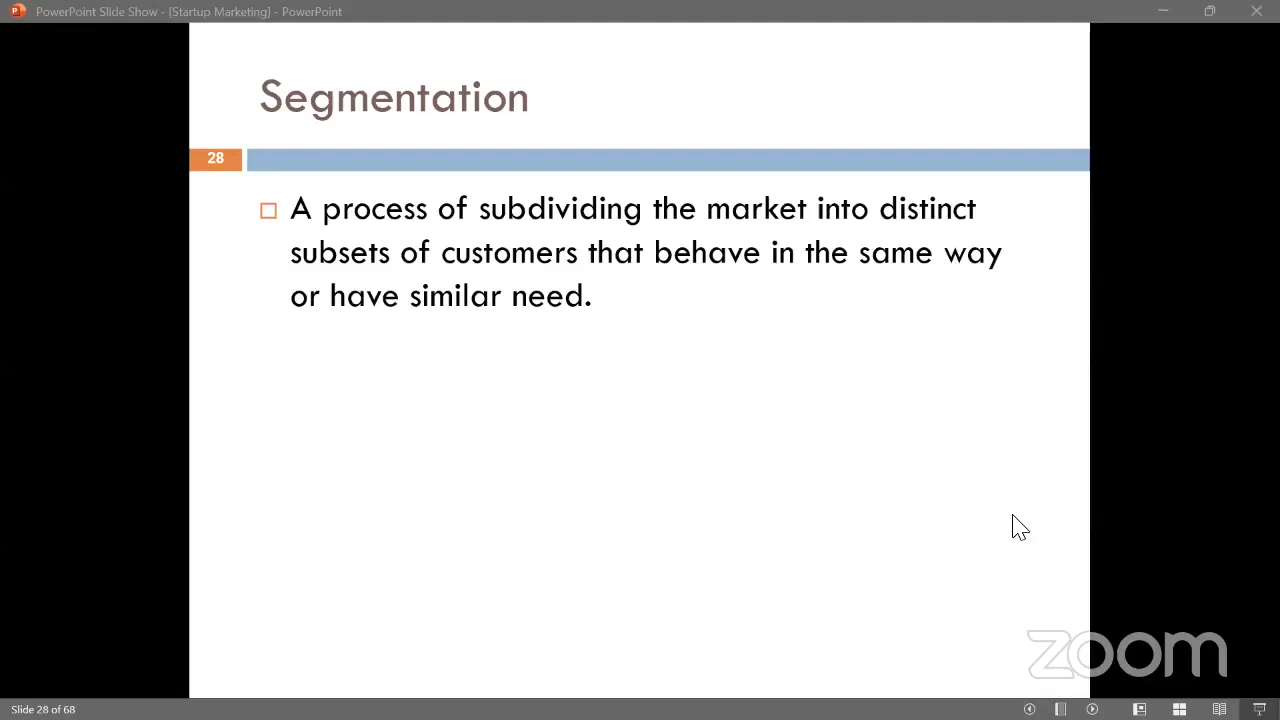 PowerPoint Slide Show - [Startup Marketing] - PowerPoint
Segmentation
28
A process of subdividing the market into distinct
subsets of customers that behave in the same way
or have similar need.
zoom
Slide 28 of 68